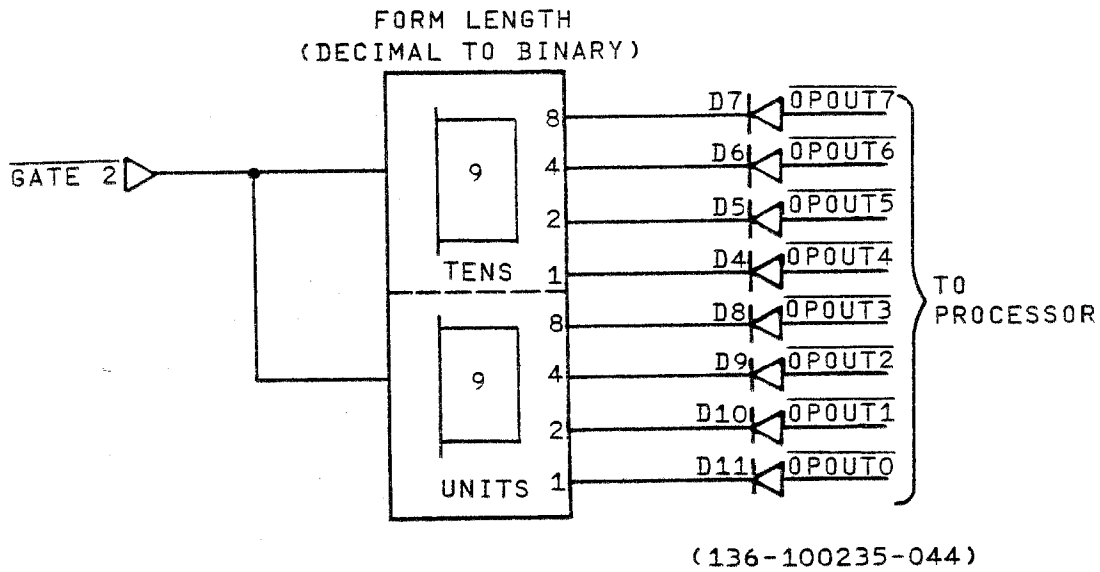 FORM LENGTH
(DECIMAL TO BINARY)
GATE 2
9
TENS
8
4
2
1
9
UNITS
8
4
2
1
D7 OPOUT7
D6 OPOUT6
D5 OPOUT5
D4 OPOUT4
D8 OPOUT3
D9 OPOUT2
D10 OPOUT1
D11 OPOUT0
TO
PROCESSOR
(136-100235-044)